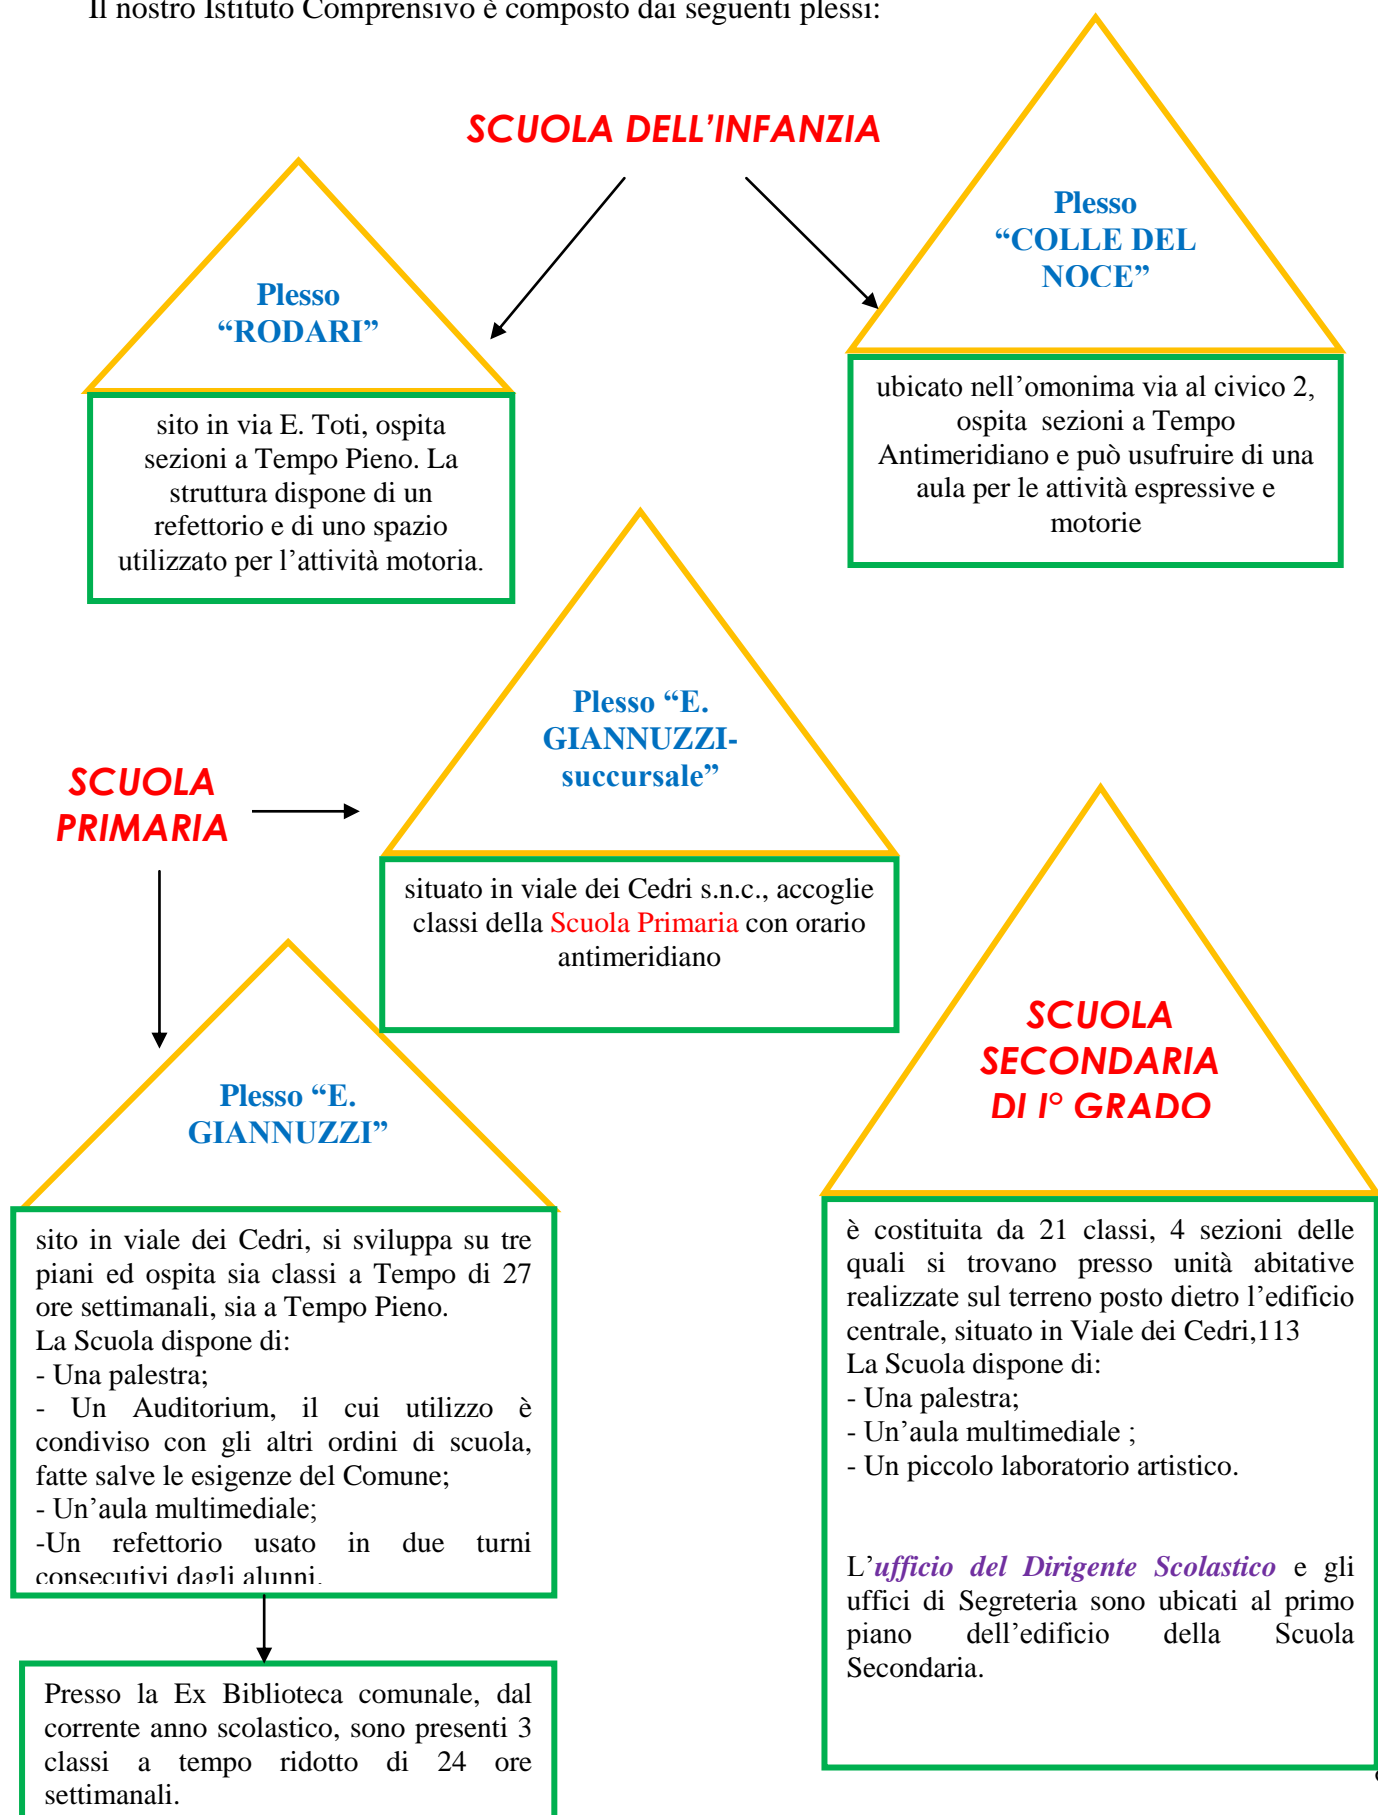 Il nostro Istituto Comprensivo è composto dai seguenti plessi:
SCUOLA DELL’INFANZIA
Plesso
“COLLE DEL
NOCE”
Plesso
“RODARI”
ubicato nell’omonima via al civico 2,
ospita  sezioni a Tempo
Antimeridiano e può usufruire di una
aula per le attività espressive e
motorie
sito in via E. Toti, ospita
sezioni a Tempo Pieno. La
struttura dispone di un
refettorio e di uno spazio
utilizzato per l’attività motoria.
Plesso “E.
GIANNUZZI-
succursale”
SCUOLA
PRIMARIA
situato in viale dei Cedri s.n.c., accoglie
classi della Scuola Primaria con orario
antimeridiano
SCUOLA
SECONDARIA
DI I° GRADO
Plesso “E.
GIANNUZZI”
sito in viale dei Cedri, si sviluppa su tre
piani ed ospita sia classi a Tempo di 27
ore settimanali, sia a Tempo Pieno.
La Scuola dispone di:
- Una palestra;
- Un Auditorium, il cui utilizzo è
condiviso con gli altri ordini di scuola,
fatte salve le esigenze del Comune;
- Un’aula multimediale;
-Un refettorio usato in due turni
consecutivi dagli alunni.
è costituita da 21 classi, 4 sezioni delle
quali si trovano presso unità abitative
realizzate sul terreno posto dietro l’edificio
centrale, situato in Viale dei Cedri,113
La Scuola dispone di:
- Una palestra;
- Un’aula multimediale ;
- Un piccolo laboratorio artistico.
L’ufficio del Dirigente Scolastico e gli
uffici di Segreteria sono ubicati al primo
piano dell’edificio della Scuola
Secondaria.
Presso la Ex Biblioteca comunale, dal
corrente anno scolastico, sono presenti 3
classi a tempo ridotto di 24 ore
settimanali.